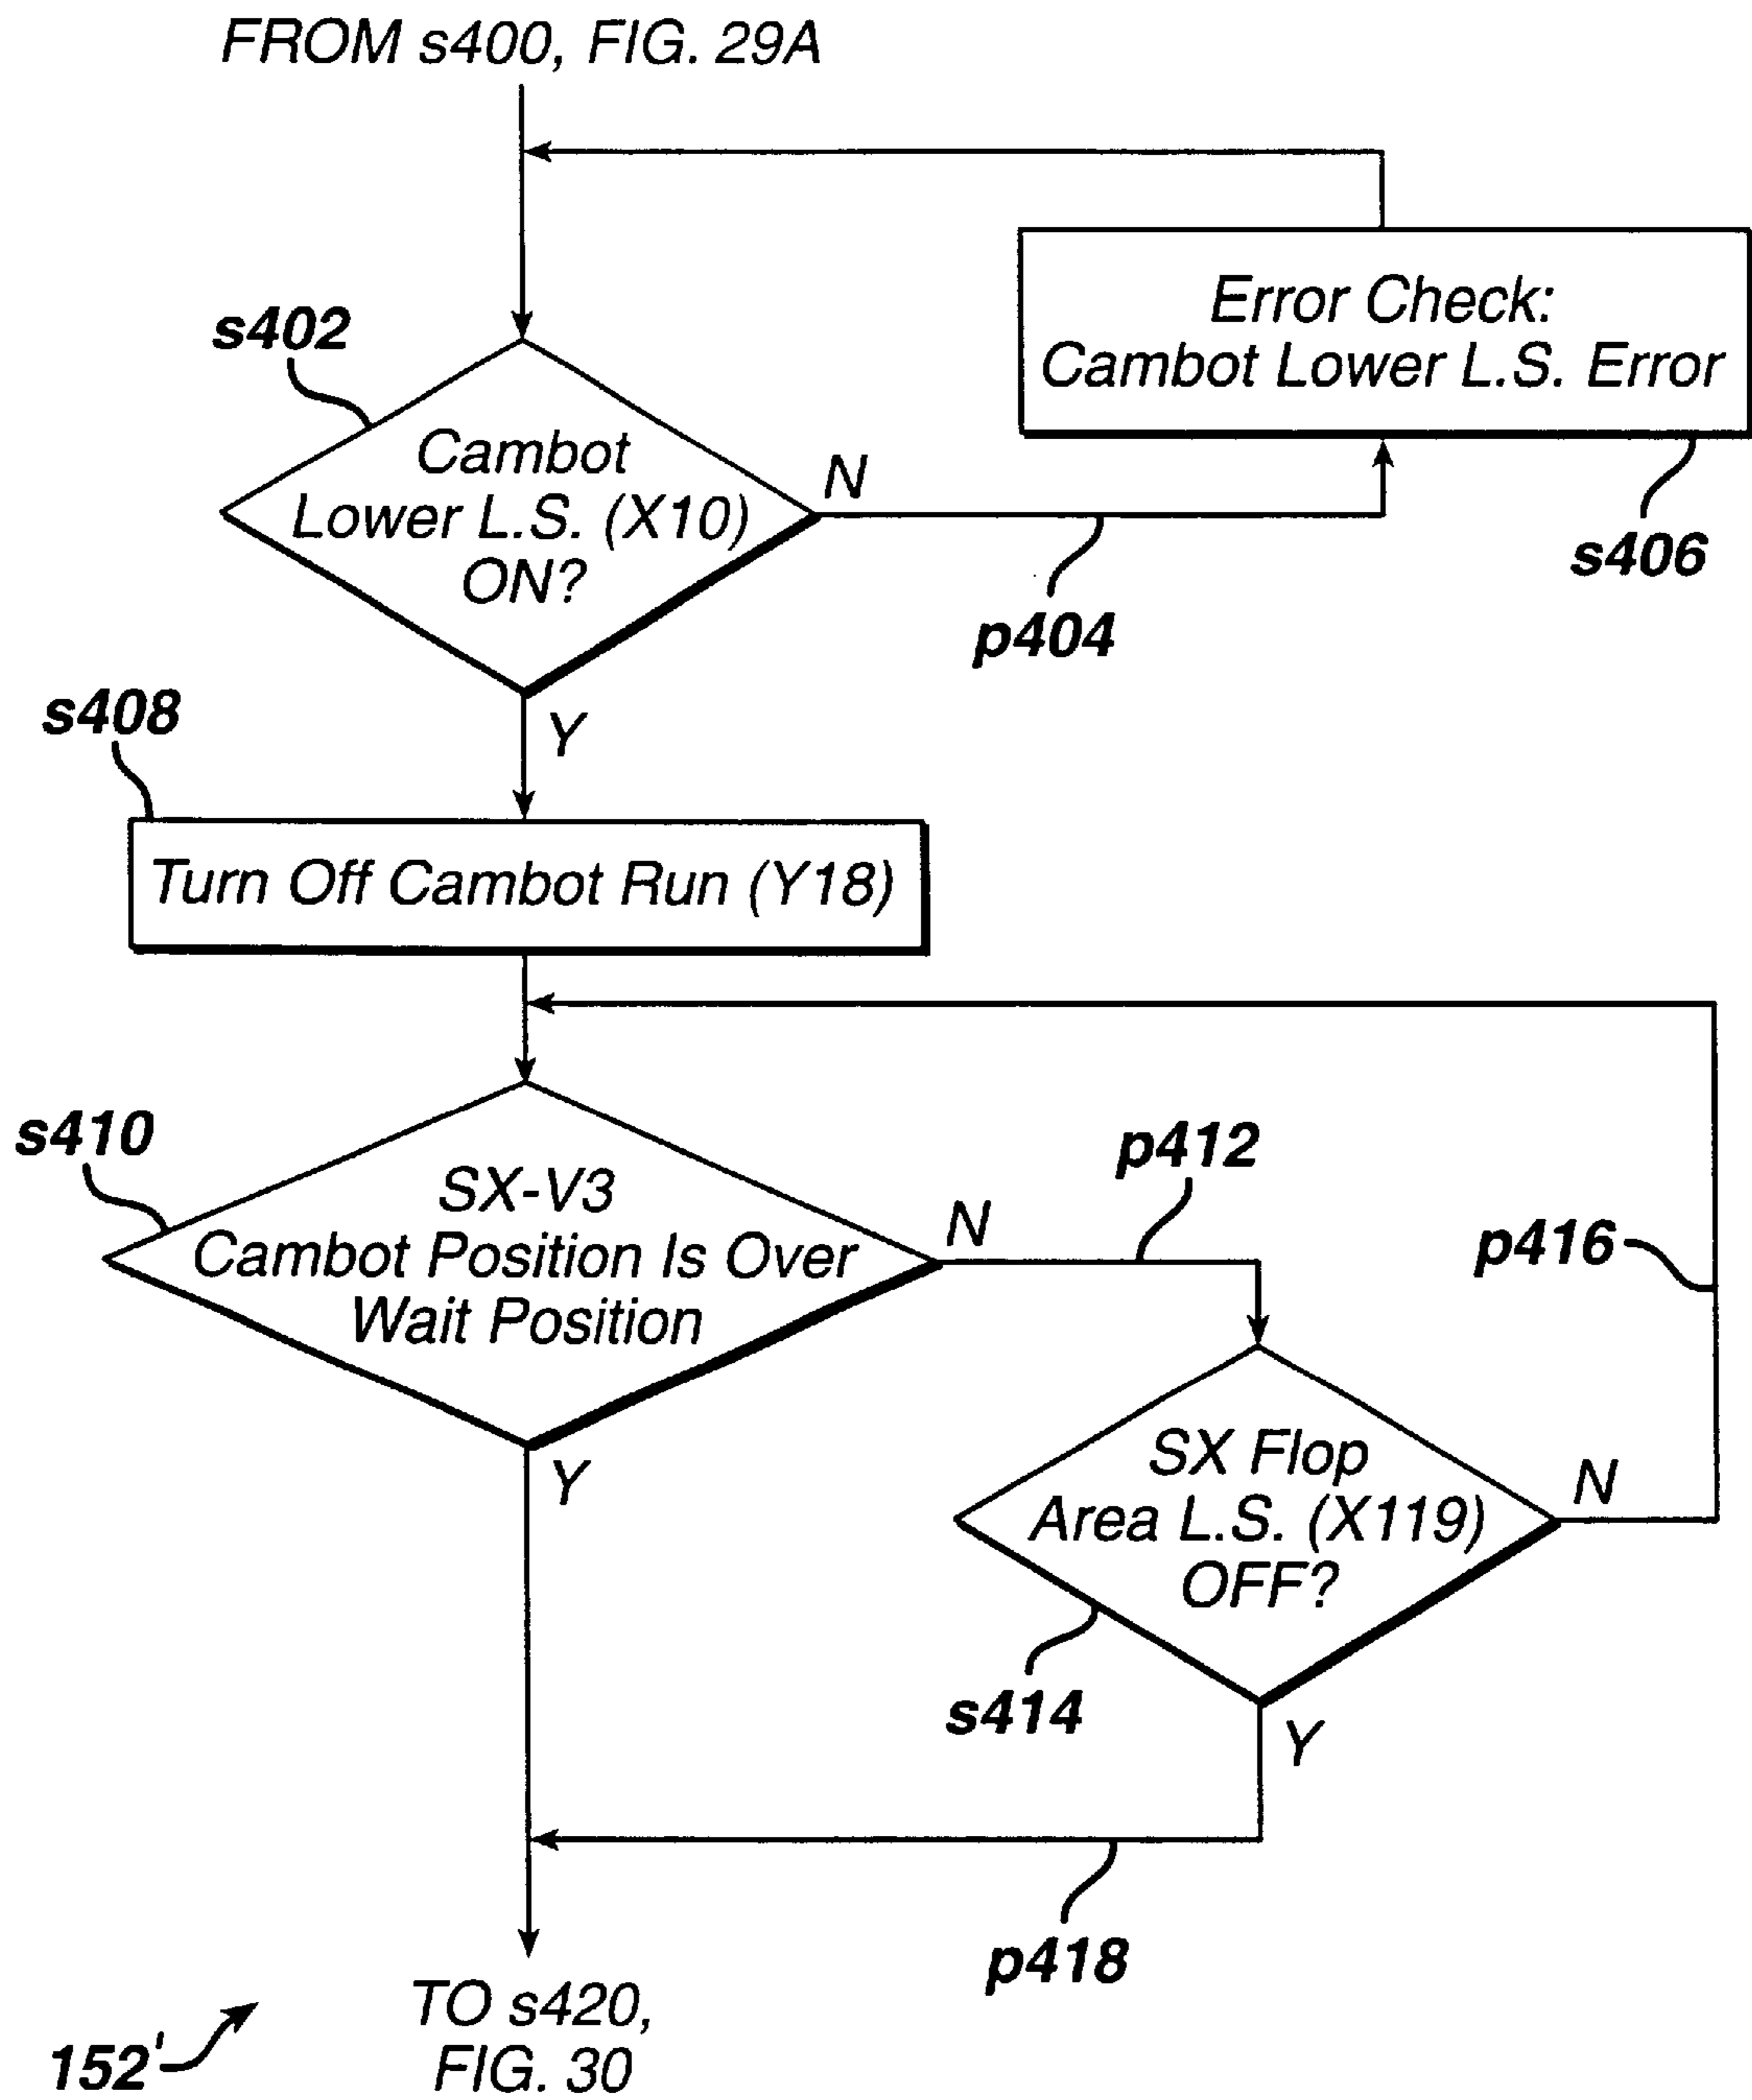 FROM s400, FIG. 29A
s402
Cambot
Lower L.S. (X10)
ON?
N
p404
Error Check:
Cambot Lower L.S. Error
s406
Y
s408
Turn Off Cambot Run (Y18)
s410
SX-V3
Cambot Position Is Over
Wait Position
N
p412
p416
SX Flop
Area L.S. (X119)
OFF?
N
s414
Y
Y
p418
TO s420,
FIG. 30
152'